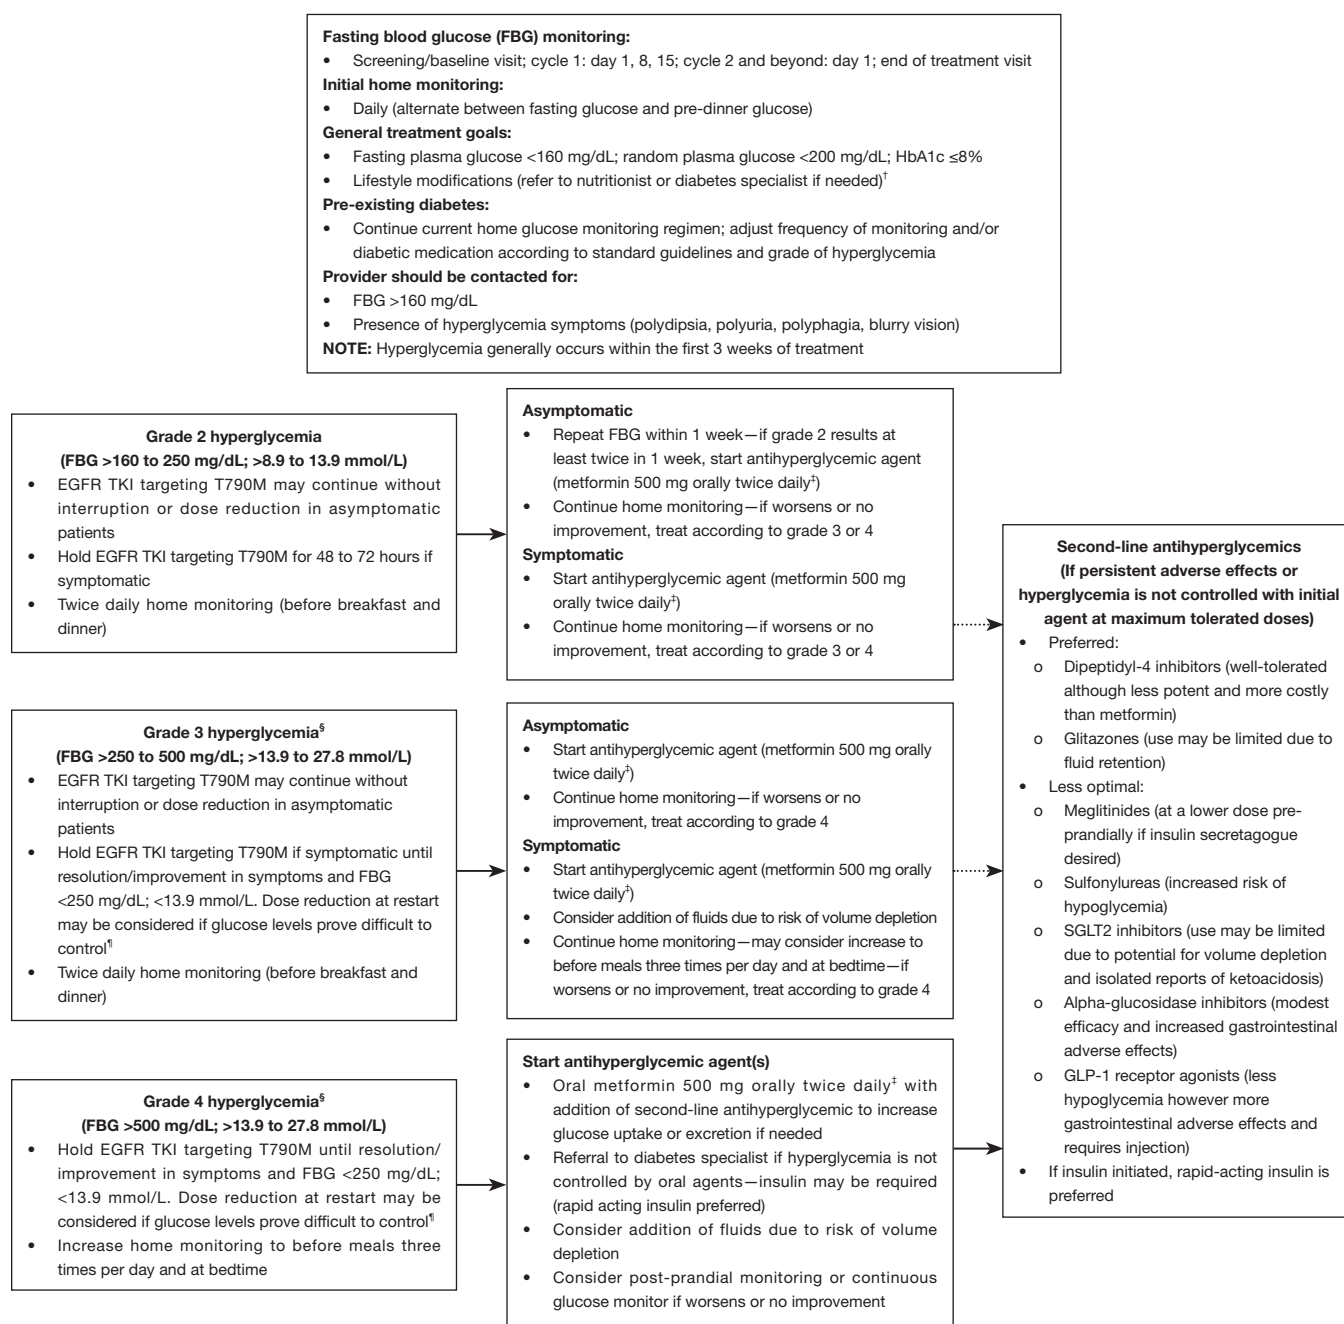 Fasting blood glucose (FBG) monitoring:
• Screening/baseline visit; cycle 1: day 1, 8, 15; cycle 2 and beyond: day 1; end of treatment visit
Initial home monitoring:
• Daily (alternate between fasting glucose and pre-dinner glucose)
General treatment goals:
• Fasting plasma glucose <160 mg/dL; random plasma glucose <200 mg/dL; HbA1c ≤8%
• Lifestyle modifications (refer to nutritionist or diabetes specialist if needed)†
Pre-existing diabetes:
• Continue current home glucose monitoring regimen; adjust frequency of monitoring and/or
diabetic medication according to standard guidelines and grade of hyperglycemia
Provider should be contacted for:
• FBG >160 mg/dL
• Presence of hyperglycemia symptoms (polydipsia, polyuria, polyphagia, blurry vision)
NOTE: Hyperglycemia generally occurs within the first 3 weeks of treatment
Grade 2 hyperglycemia
(FBG >160 to 250 mg/dL; >8.9 to 13.9 mmol/L)
• EGFR TKI targeting T790M may continue without
interruption or dose reduction in asymptomatic
patients
• Hold EGFR TKI targeting T790M for 48 to 72 hours if
symptomatic
• Twice daily home monitoring (before breakfast and
dinner)
Asymptomatic
• Repeat FBG within 1 week—if grade 2 results at
least twice in 1 week, start antihyperglycemic agent
(metformin 500 mg orally twice daily‡)
• Continue home monitoring—if worsens or no
improvement, treat according to grade 3 or 4
Symptomatic
• Start antihyperglycemic agent (metformin 500 mg
orally twice daily‡)
• Continue home monitoring—if worsens or no
improvement, treat according to grade 3 or 4
Grade 3 hyperglycemia§
(FBG >250 to 500 mg/dL; >13.9 to 27.8 mmol/L)
• EGFR TKI targeting T790M may continue without
interruption or dose reduction in asymptomatic
patients
• Hold EGFR TKI targeting T790M if symptomatic until
resolution/improvement in symptoms and FBG
<250 mg/dL; <13.9 mmol/L. Dose reduction at restart
may be considered if glucose levels prove difficult to
control¶
• Twice daily home monitoring (before breakfast and
dinner)
Asymptomatic
• Start antihyperglycemic agent (metformin 500 mg orally
twice daily‡)
• Continue home monitoring—if worsens or no
improvement, treat according to grade 4
Symptomatic
• Start antihyperglycemic agent (metformin 500 mg orally
twice daily‡)
• Consider addition of fluids due to risk of volume depletion
• Continue home monitoring—may consider increase to
before meals three times per day and at bedtime—if
worsens or no improvement, treat according to grade 4
Grade 4 hyperglycemia§
(FBG >500 mg/dL; >13.9 to 27.8 mmol/L)
• Hold EGFR TKI targeting T790M until resolution/
improvement in symptoms and FBG <250 mg/dL;
<13.9 mmol/L. Dose reduction at restart may be
considered if glucose levels prove difficult to control¶
• Increase home monitoring to before meals three
times per day and at bedtime
Start antihyperglycemic agent(s)
• Oral metformin 500 mg orally twice daily‡ with
addition of second-line antihyperglycemic to increase
glucose uptake or excretion if needed
• Referral to diabetes specialist if hyperglycemia is not
controlled by oral agents—insulin may be required
(rapid acting insulin preferred)
• Consider addition of fluids due to risk of volume
depletion
• Consider post-prandial monitoring or continuous
glucose monitor if worsens or no improvement
Second-line antihyperglycemics
(If persistent adverse effects or
hyperglycemia is not controlled with initial
agent at maximum tolerated doses)
• Preferred:
o Dipeptidyl-4 inhibitors (well-tolerated
although less potent and more costly
than metformin)
o Glitazones (use may be limited due to
fluid retention)
• Less optimal:
o Meglitinides (at a lower dose pre-
prandially if insulin secretagogue
desired)
o Sulfonylureas (increased risk of
hypoglycemia)
o SGLT2 inhibitors (use may be limited
due to potential for volume depletion
and isolated reports of ketoacidosis)
o Alpha-glucosidase inhibitors (modest
efficacy and increased gastrointestinal
adverse effects)
o GLP-1 receptor agonists (less
hypoglycemia however more
gastrointestinal adverse effects and
requires injection)
• If insulin initiated, rapid-acting insulin is
preferred